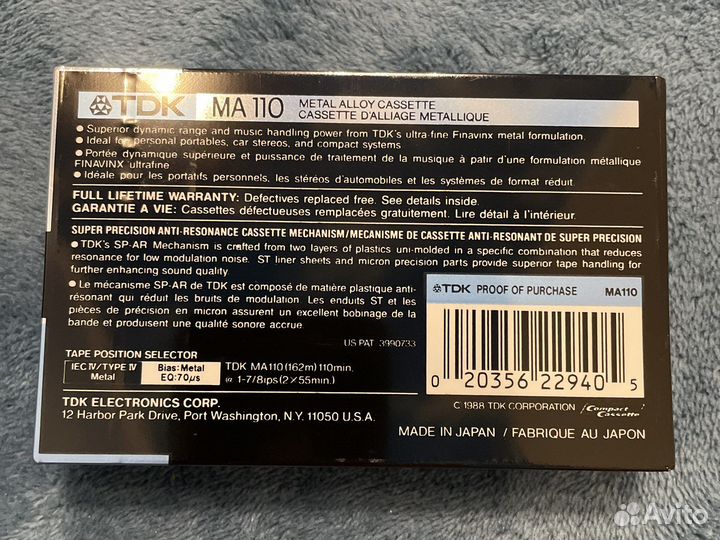 TDK MA 110 METAL ALLOY CASSETTE
CASSETTE D'ALLIAGE METALLIQUE
● Superior dynamic range and music handling power from TDK's ultra-fine Finavinx metal formulation.
● Ideal for personal portables, car stereos, and compact systems
● Portée dynamique supérieure et puissance de traitement de la musique à patir d'une formulation métallique
FINAVINX ultrafine
● Idéale pour les portatifs personnels, les stéréos d'automobiles et les systèmes de format réduit.
FULL LIFETIME WARRANTY: Defectives replaced free. See details inside.
GARANTIE A VIE: Cassettes défectueuses remplacées gratuitement. Lire détail à l'intérieur.
SUPER PRECISION ANTI-RESONANCE CASSETTE MECHANISM/MECANISME DE CASSETTE ANTI-RESONANT DE SUPER PRECISION
● TDK's SP-AR Mechanism is crafted from two layers of plastics uni-molded in a specific combination that reduces
resonance for low modulation noise. ST liner sheets and micron precision parts provide superior tape handling for
further enhancing sound quality
● Le mécanisme SP-AR de TDK est composé de matière plastique anti-
résonant qui réduit les bruits de modulation. Les enduits ST et les
pièces de précision en micron assurent un excellent bobinage de la
bande et produisent une qualité sonore accrue.
US PAT 3990733
TDK PROOF OF PURCHASE MA110
0 20356 22940 5
TAPE POSITION SELECTOR
IEC IV/TYPE IV
Metal
Bias: Metal
EQ: 70μs
TDK MA110 (162m) 110min.
@ 1-7/8ips (2×55min.)
TDK ELECTRONICS CORP.
12 Harbor Park Drive, Port Washington, N.Y. 11050 U.S.A.
C 1988 TDK CORPORATION / Compact
Cassette
MADE IN JAPAN / FABRIQUE AU JAPON
Avito